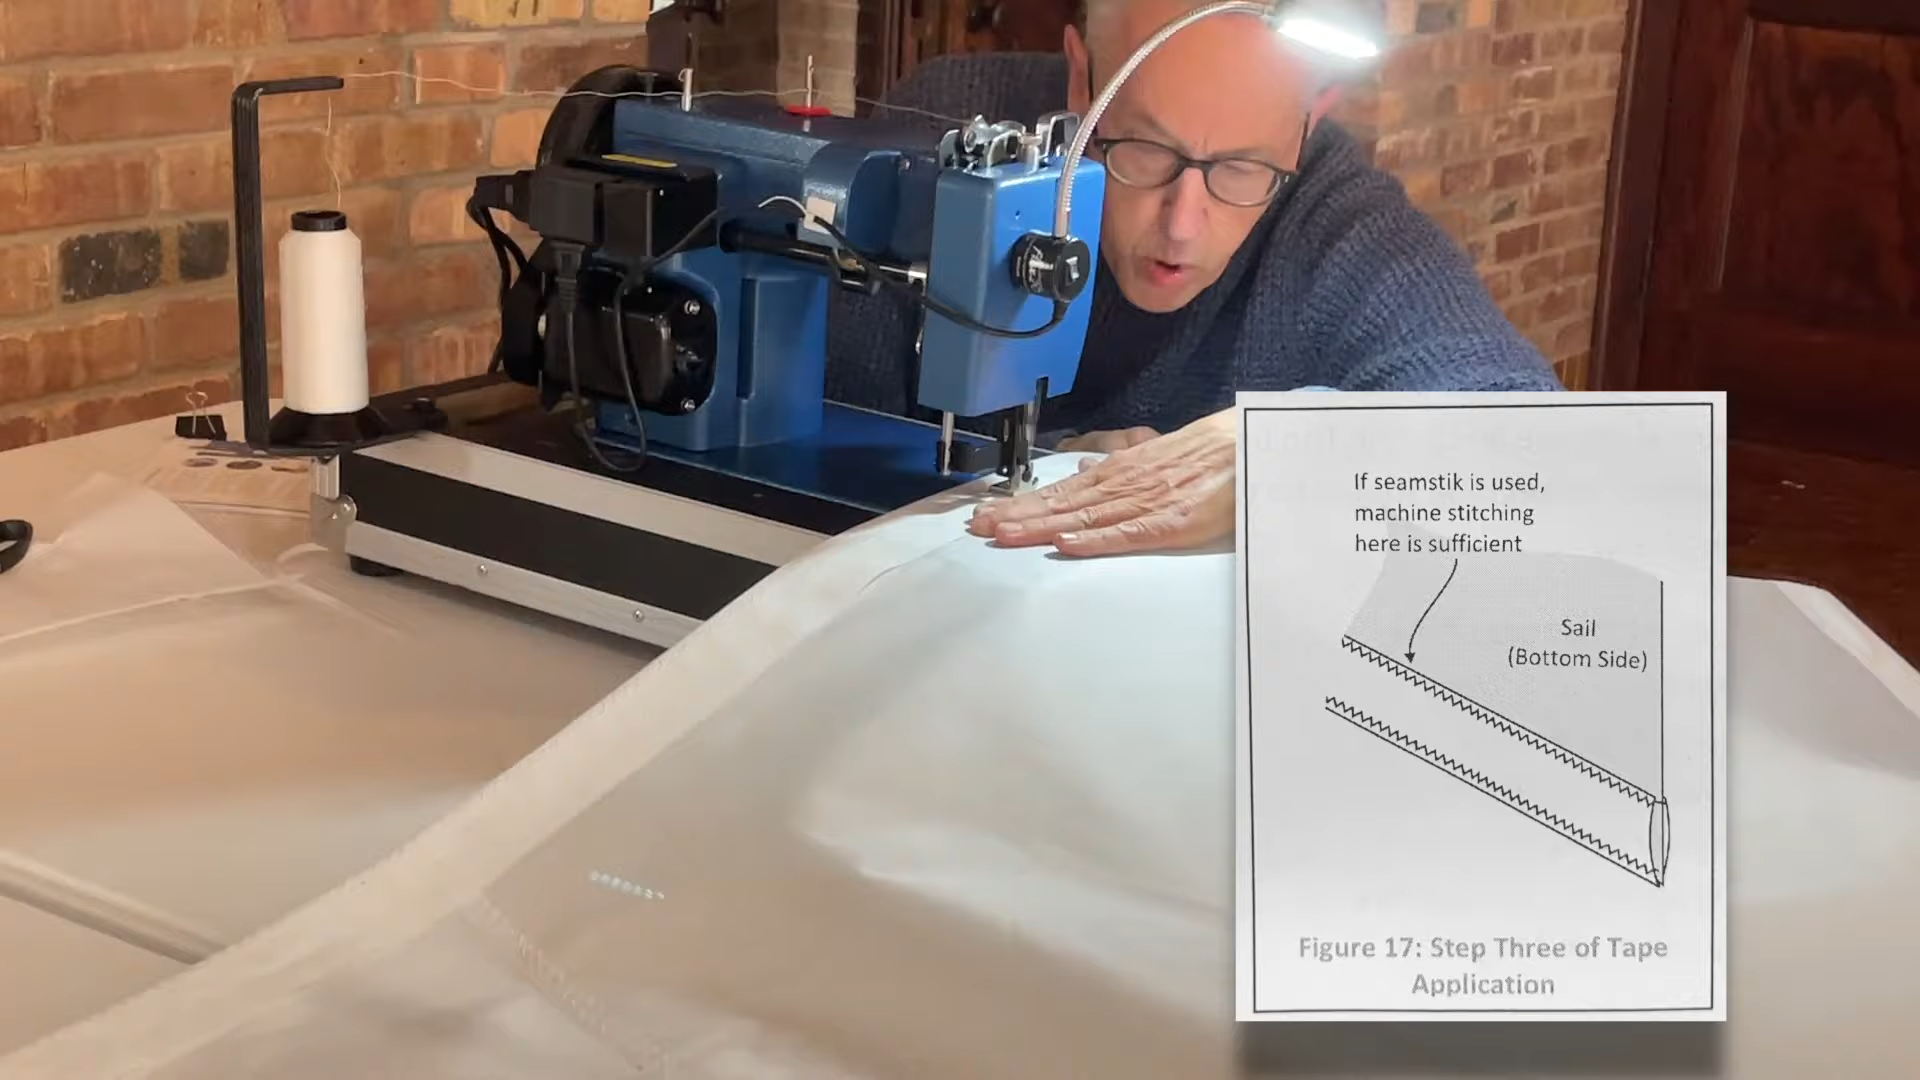 If seamstik is used,
machine stitching
here is sufficient
Sail
(Bottom Side)
Figure 17: Step Three of Tape
Application